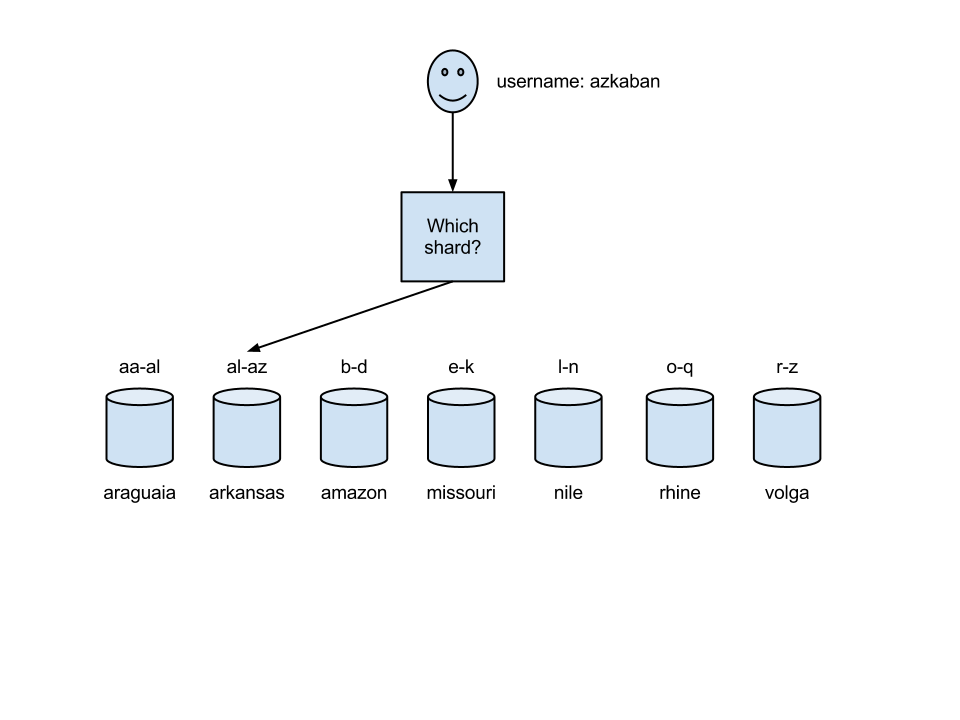 username: azkaban
Which
shard?
aa-al al-az b-d e-k l-n o-q r-z
araguaia arkansas amazon missouri nile rhine volga